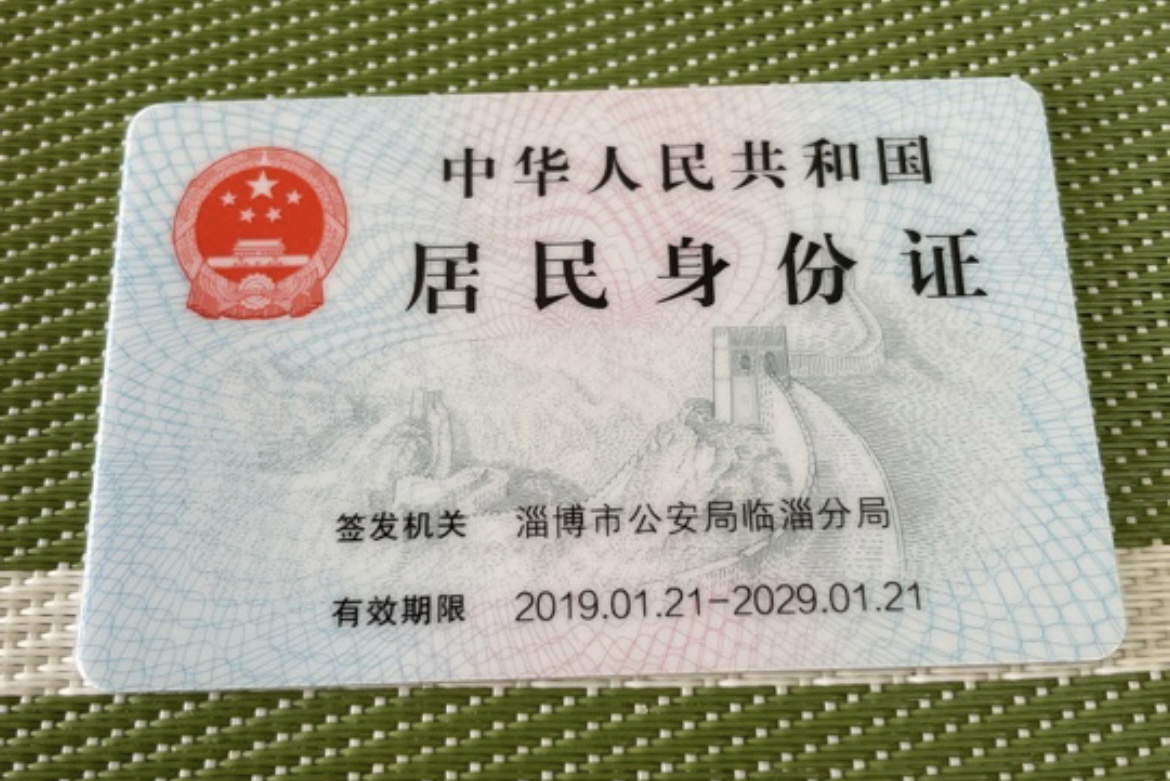 中华人民共和国
居民身份证
签发机关 淄博市公安局临淄分局
有效期限 2019.01.21-2029.01.21